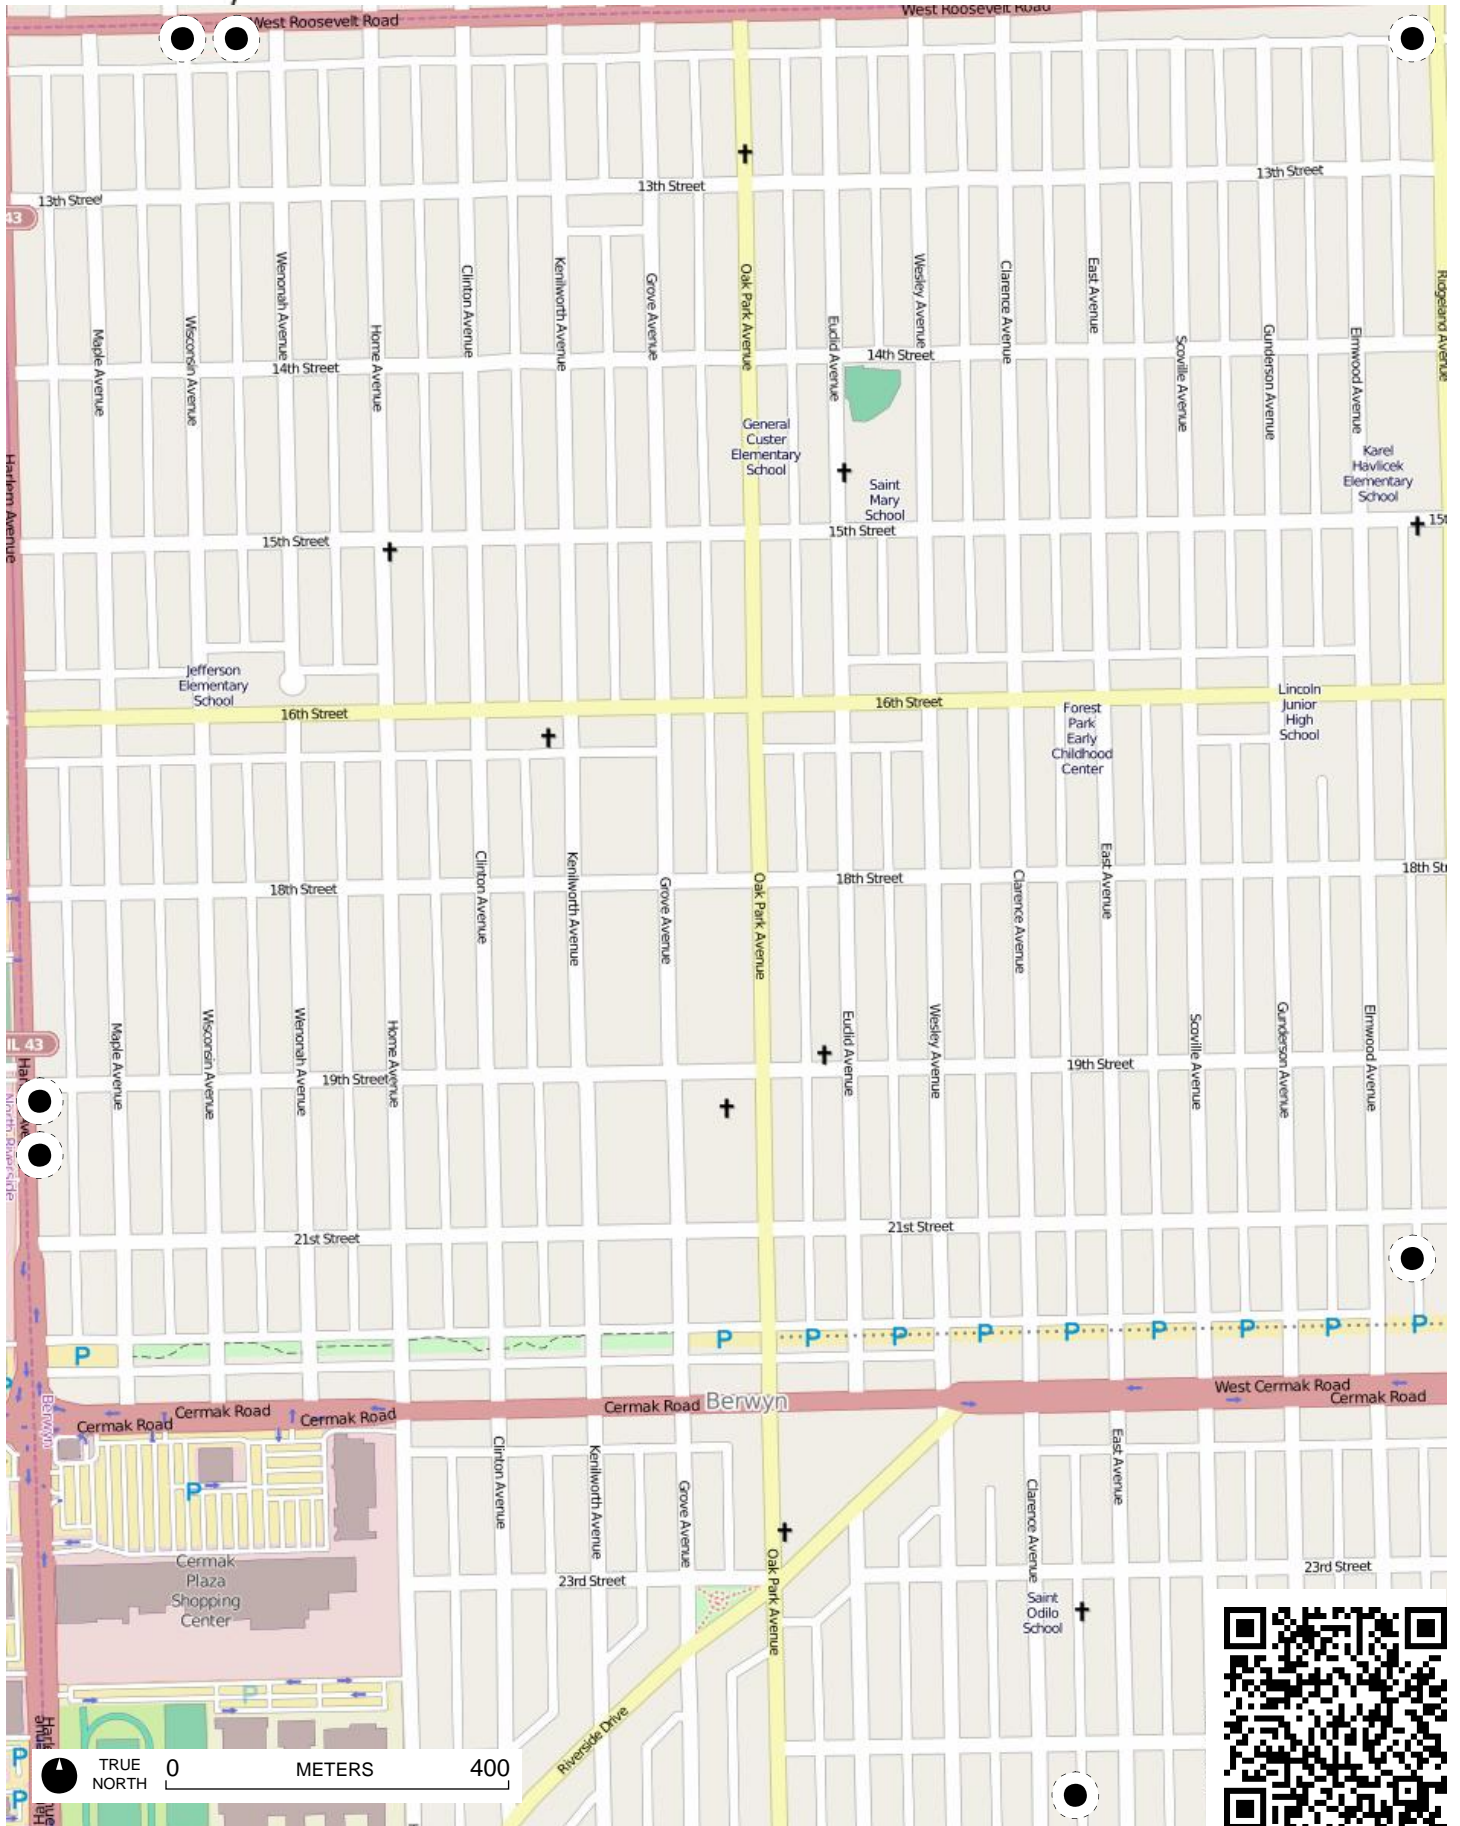 West Roosevelt Road
West Roosevelt Road
13th Street
13th Street
13th Street
43
Maple Avenue
Wisconsin Avenue
Wenonah Avenue
Home Avenue
Clinton Avenue
Kenilworth Avenue
Grove Avenue
Oak Park Avenue
Euclid Avenue
Wesley Avenue
Clarence Avenue
East Avenue
Scoville Avenue
Gunderson Avenue
Elmwood Avenue
Ridgeland Avenue
14th Street
14th Street
General
Custer
Elementary
School
Saint
Mary
School
Karel
Havlicek
Elementary
School
Harlem Avenue
15th Street
15th Street
15t
Jefferson
Elementary
School
16th Street
16th Street
Forest
Park
Early
Childhood
Center
Lincoln
Junior
High
School
18th Street
18th Street
18th Str
Clinton Avenue
Kenilworth Avenue
Grove Avenue
Oak Park Avenue
Clarence Avenue
East Avenue
Maple Avenue
Wisconsin Avenue
Wenonah Avenue
Home Avenue
Euclid Avenue
Wesley Avenue
Scoville Avenue
Gunderson Avenue
Elmwood Avenue
IL 43
19th Street
19th Street
North Riverside
21st Street
21st Street
P
P
P
P
P
P
P
P
P
P
Berwyn
Berwyn
Cermak Road
Cermak Road
Cermak Road
Cermak Road
West Cermak Road
Cermak Road
Clinton Avenue
Kenilworth Avenue
Grove Avenue
Oak Park Avenue
Clarence Avenue
East Avenue
P
Cermak
Plaza
Shopping
Center
23rd Street
23rd Street
Saint
Odilo
School
P
Riverside Drive
P
P
TRUE
NORTH
0 METERS 400